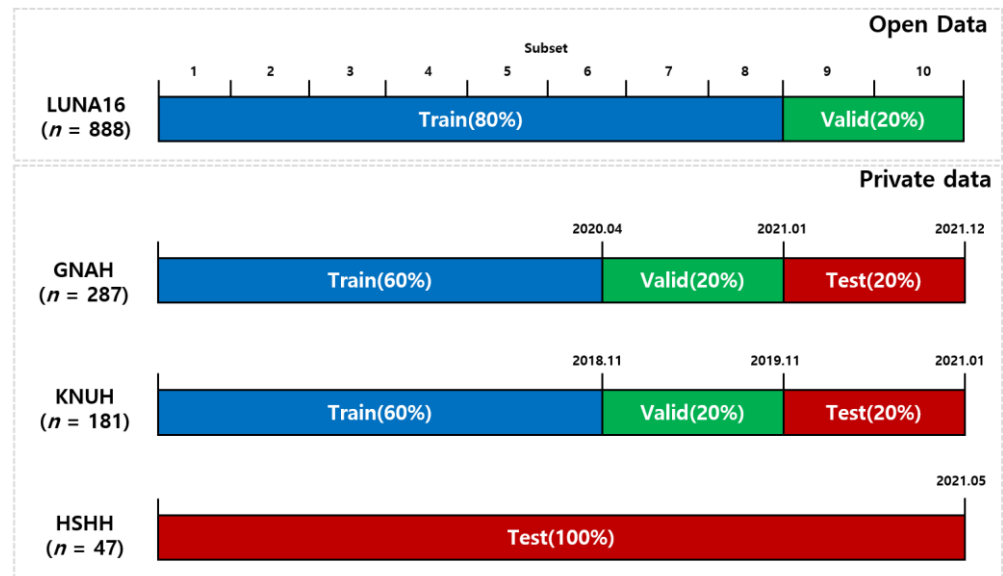 Open Data
Subset
1 2 3 4 5 6 7 8 9 10
LUNA16
(n = 888)
Train(80%) Valid(20%)
Private data
2020.04 2021.01 2021.12
GNAH
(n = 287)
Train(60%) Valid(20%) Test(20%)
2018.11 2019.11 2021.01
KNUH
(n = 181)
Train(60%) Valid(20%) Test(20%)
2021.05
HSHH
(n = 47)
Test(100%)